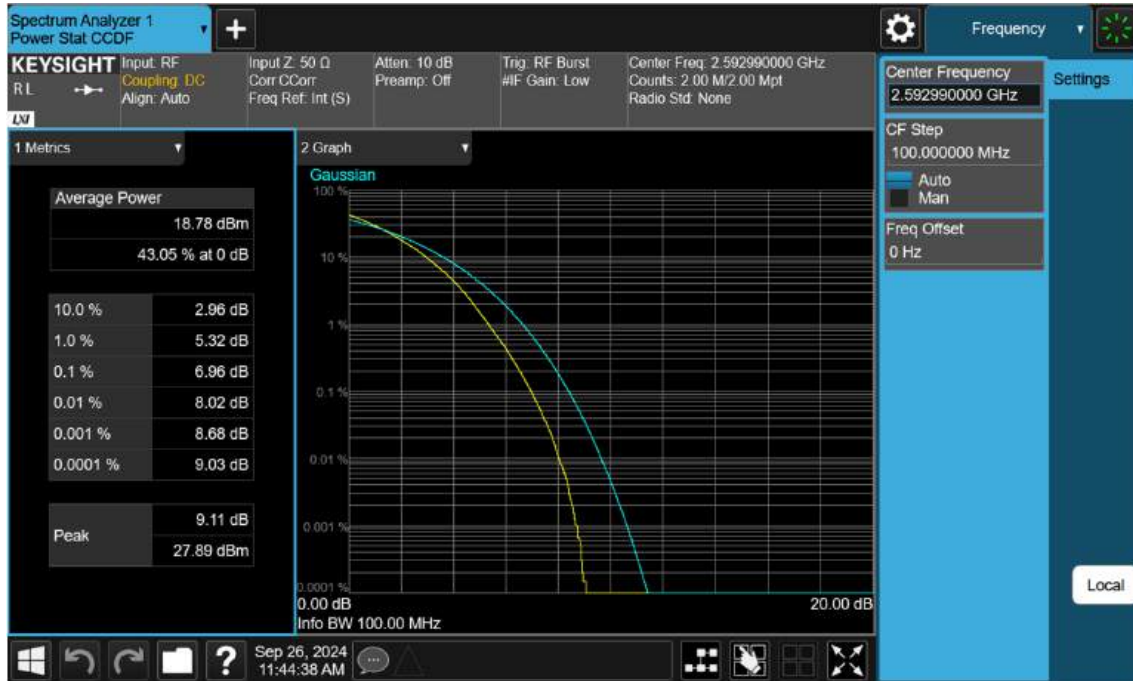 Spectrum Analyzer 1
Power Stat CCDF
+
Frequency
KEYSIGHT
R L
LXI
Input: RF
Coupling: DC
Align: Auto
Input Z: 50 Ω
Corr CCorr
Freq Ref: Int (S)
Atten: 10 dB
Preamp: Off
Trig: RF Burst
#IF Gain: Low
Center Freq: 2.592990000 GHz
Counts: 2.00 M/2.00 Mpt
Radio Std: None
Center Frequency
2.592990000 GHz
Settings
CF Step
100.000000 MHz
Auto
Man
Freq Offset
0 Hz
1 Metrics
Average Power
18.78 dBm
43.05 % at 0 dB
10.0 % 2.96 dB
1.0 % 5.32 dB
0.1 % 6.96 dB
0.01 % 8.02 dB
0.001 % 8.68 dB
0.0001 % 9.03 dB
Peak
9.11 dB
27.89 dBm
2 Graph
Gaussian
100 %
10 %
1 %
0.1 %
0.01 %
0.001 %
0.0001 %
0.00 dB
20.00 dB
Info BW 100.00 MHz
Local
?
Sep 26, 2024
11:44:38 AM